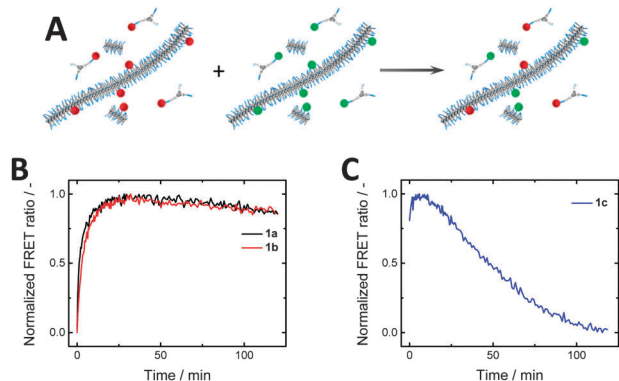 A
+
B
Normalized FRET ratio / -
1.0
0.5
0.0
1a
1b
0
50
100
Time / min
C
Normalized FRET ratio / -
1.0
0.5
0.0
1c
0
50
100
Time / min